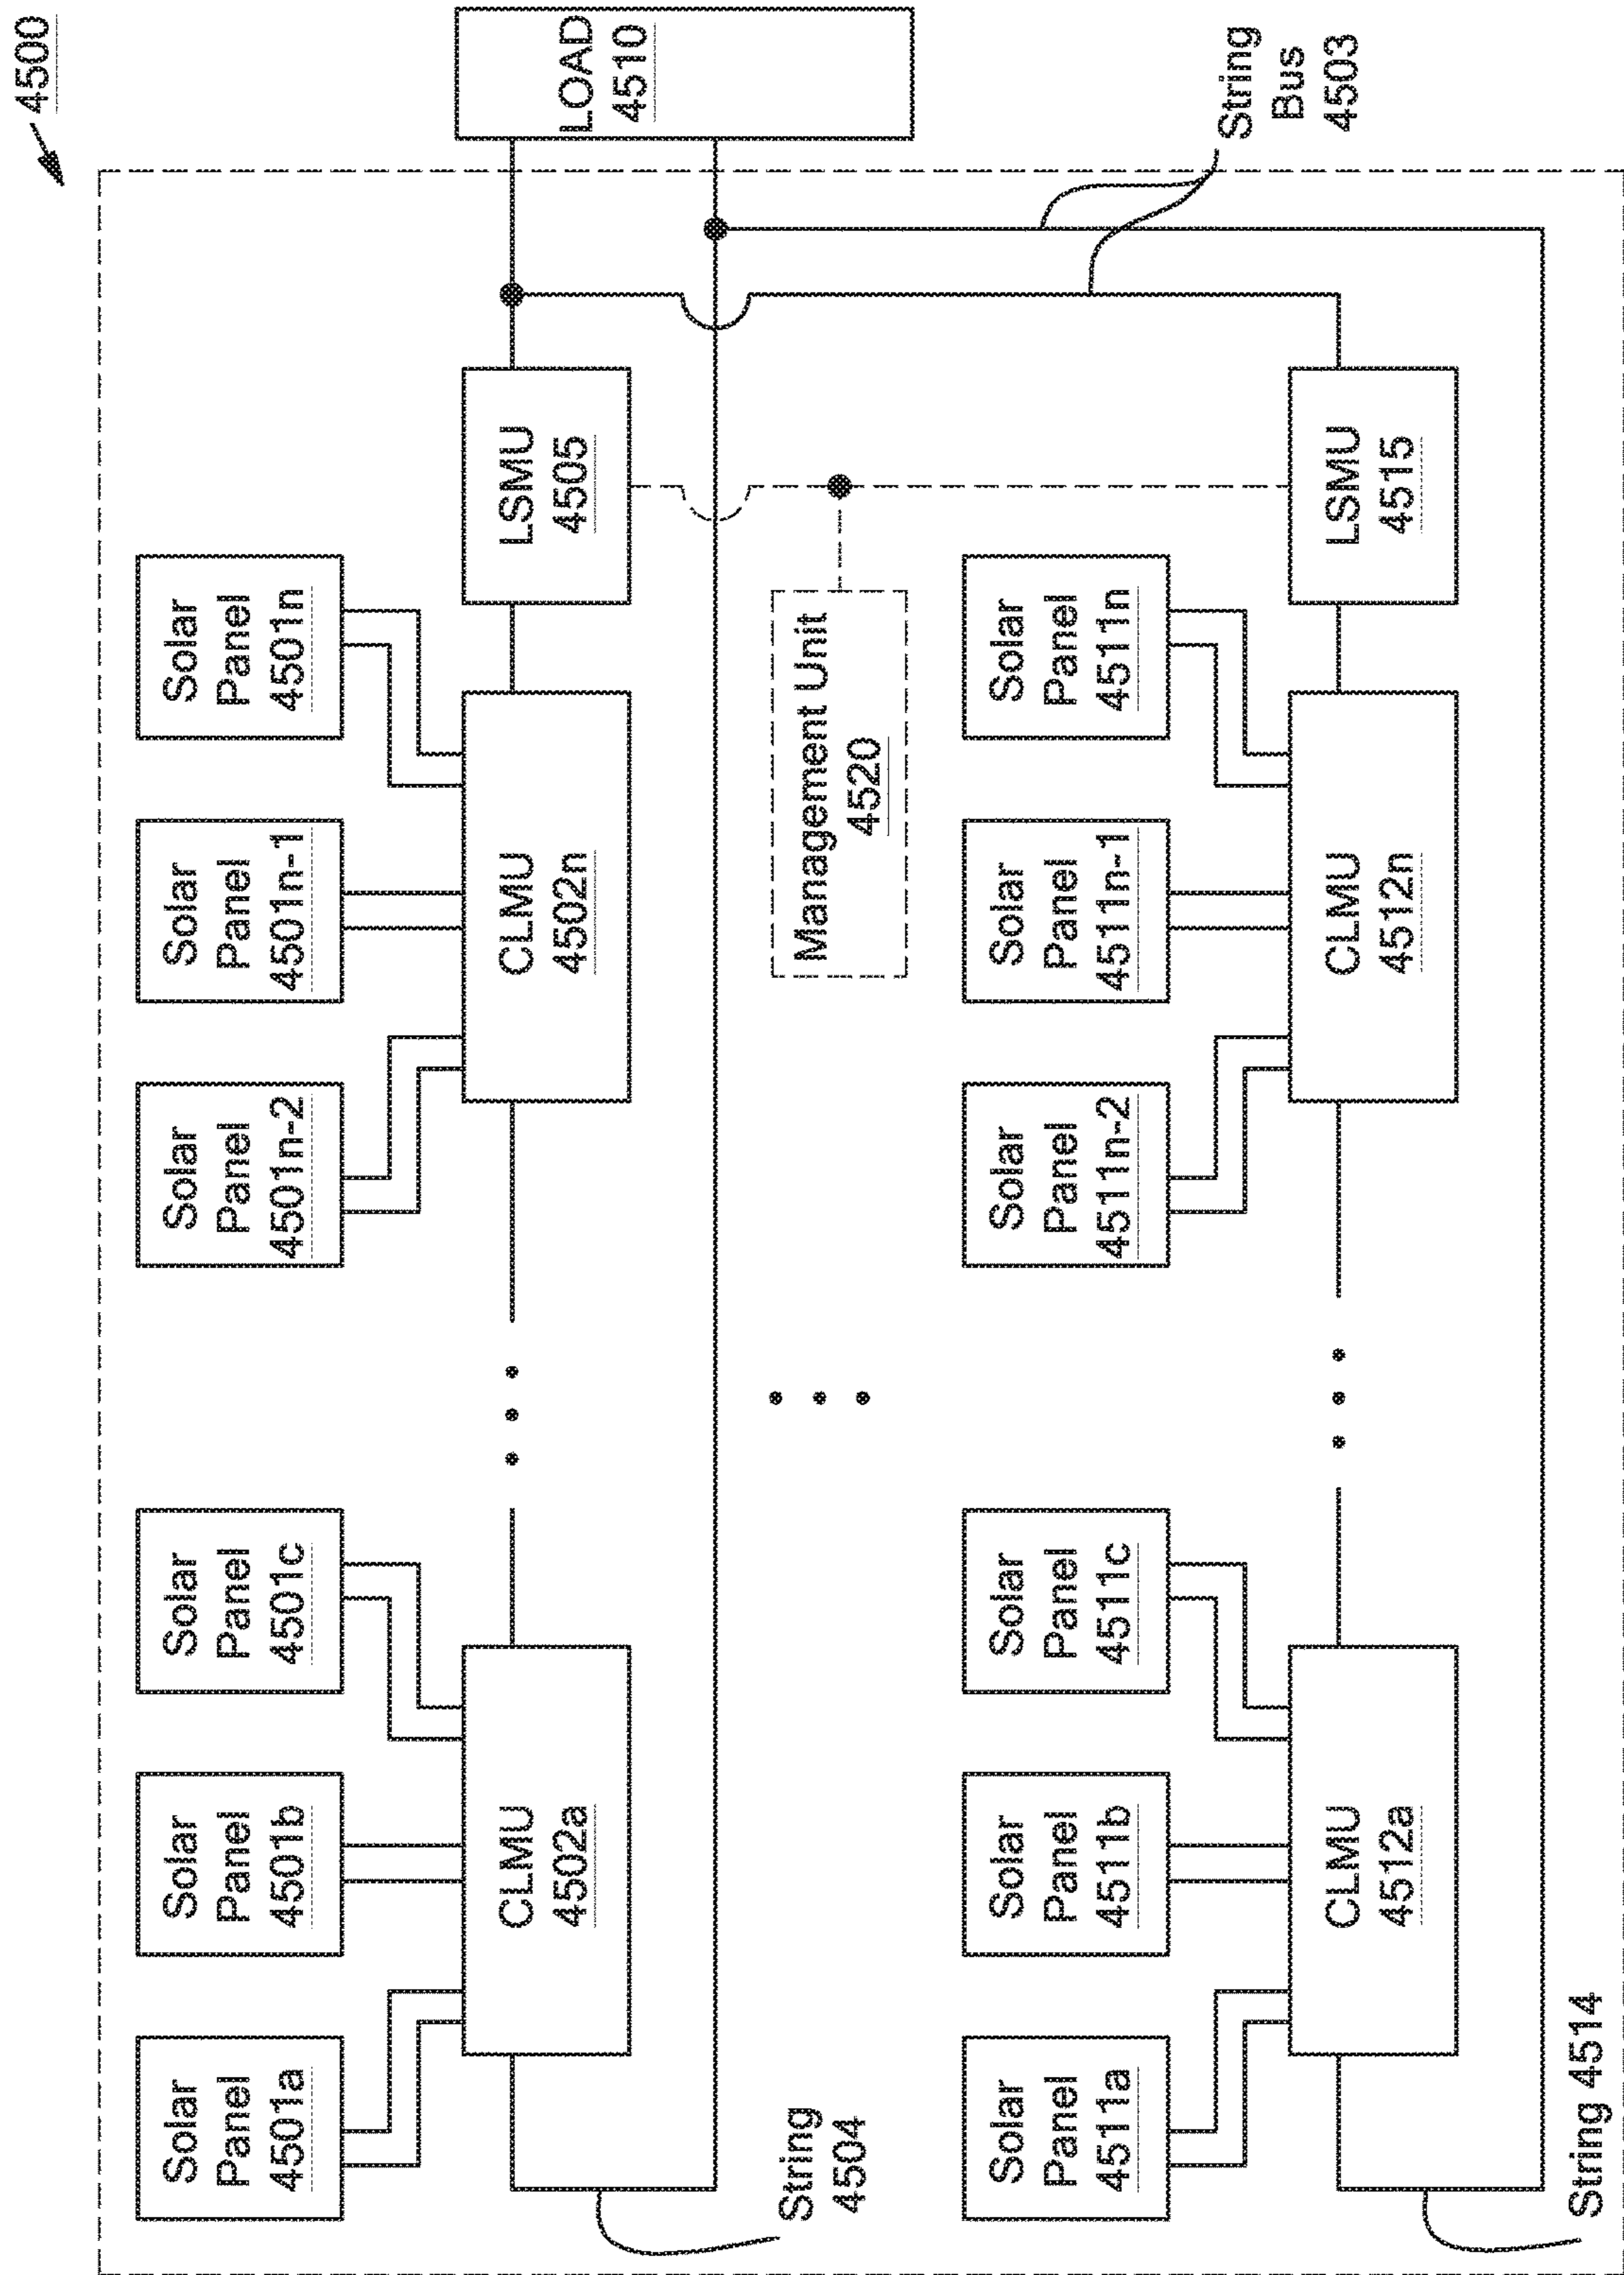 4500
Solar
Panel
4501a
Solar
Panel
4501b
Solar
Panel
4501c
Solar
Panel
4501n-2
Solar
Panel
4501n-1
Solar
Panel
4501n
CLMU
4502a
CLMU
4502n
LSMU
4505
LOAD
4510
String
4504
Management Unit
4520
Solar
Panel
4511a
Solar
Panel
4511b
Solar
Panel
4511c
Solar
Panel
4511n-2
Solar
Panel
4511n-1
Solar
Panel
4511n
String
Bus
4503
CLMU
4512a
CLMU
4512n
LSMU
4515
String 4514